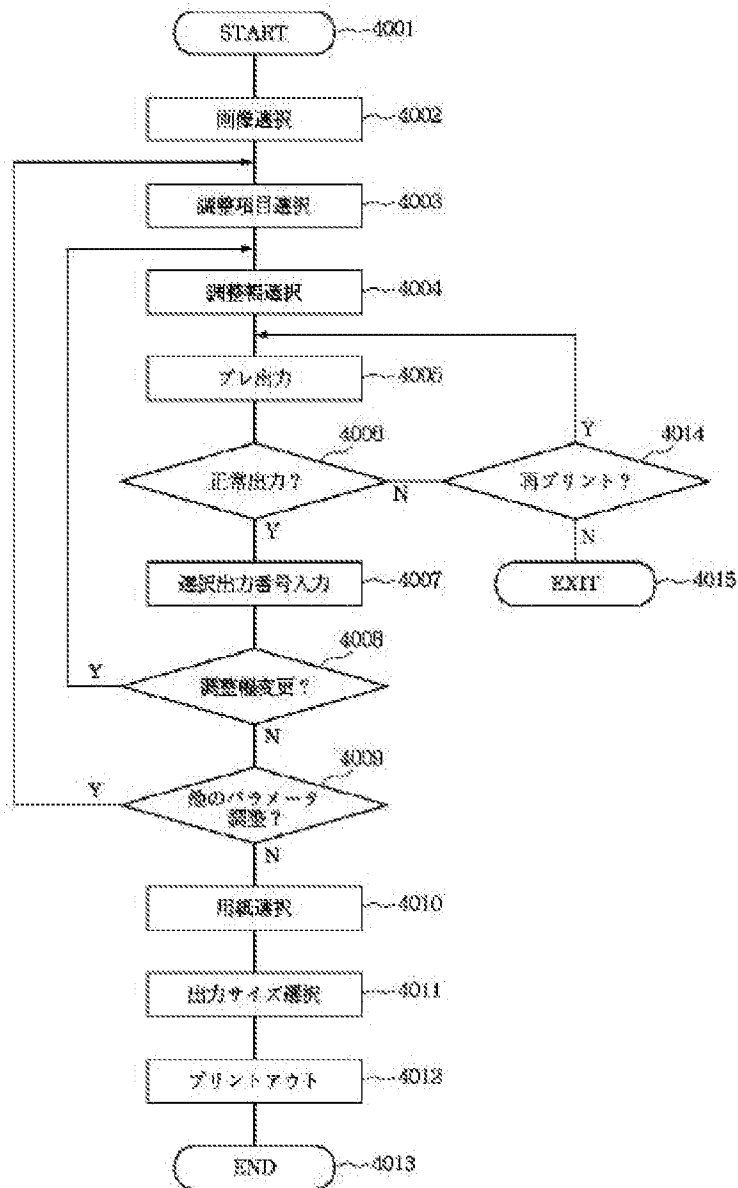 START
4001
画像選択
4002
調整項目選択
4003
調整幅選択
4004
プレ出力
4005
正常出力？
4006
Y
N
再プリント？
4014
Y
N
EXIT
4015
選択出力番号入力
4007
調整幅変更？
4008
Y
N
他のパラメータ
調整？
4009
Y
N
用紙選択
4010
出力サイズ選択
4011
プリントアウト
4012
END
4013